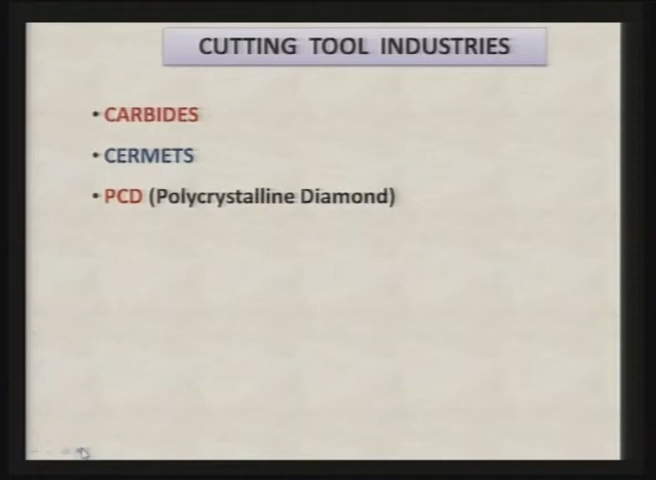 CUTTING TOOL INDUSTRIES
• CARBIDES
• CERMETS
• PCD (Polycrystalline Diamond)